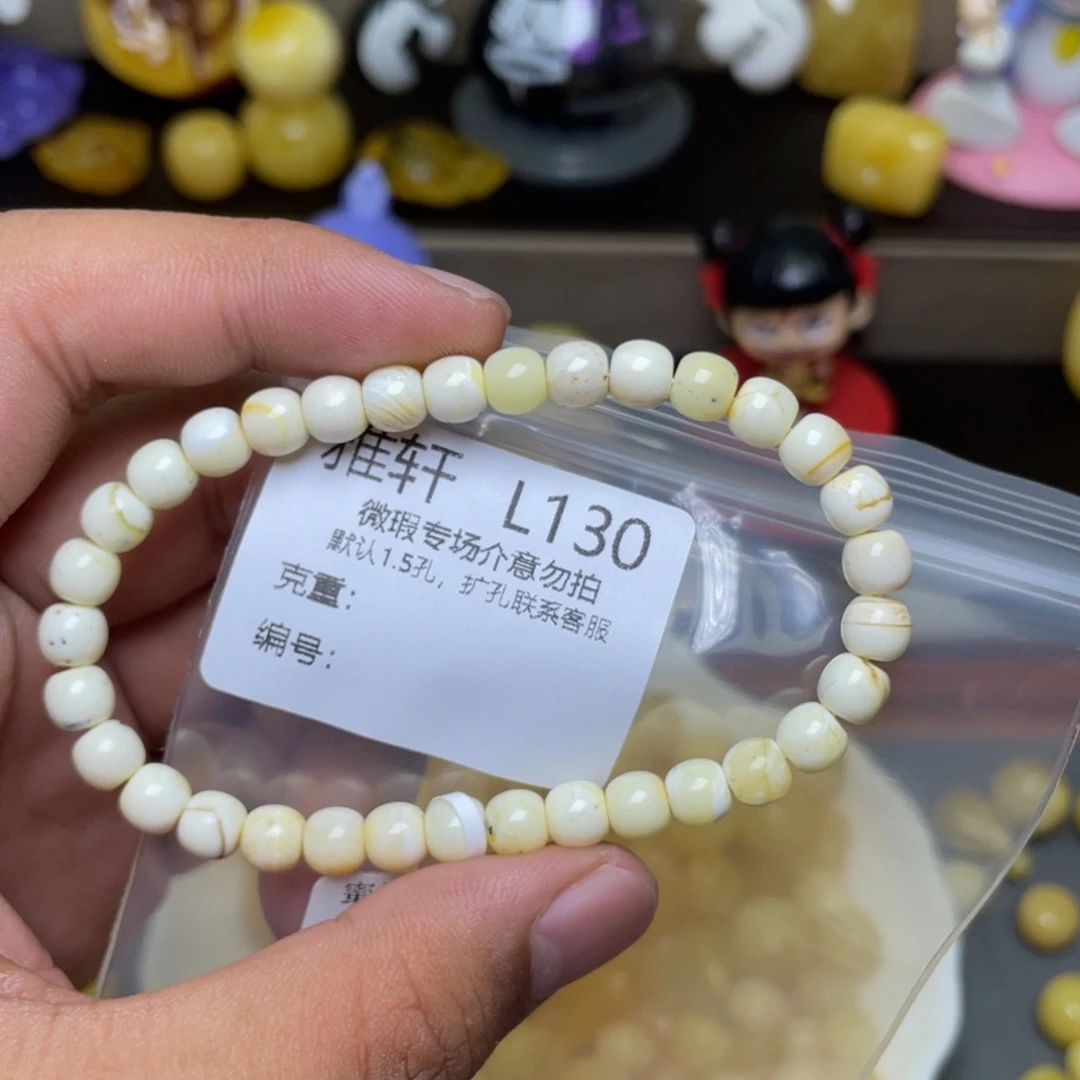 雅轩 L130
微瑕专场介意勿拍
默认1.5孔，扩孔联系客服
克重：
编号：